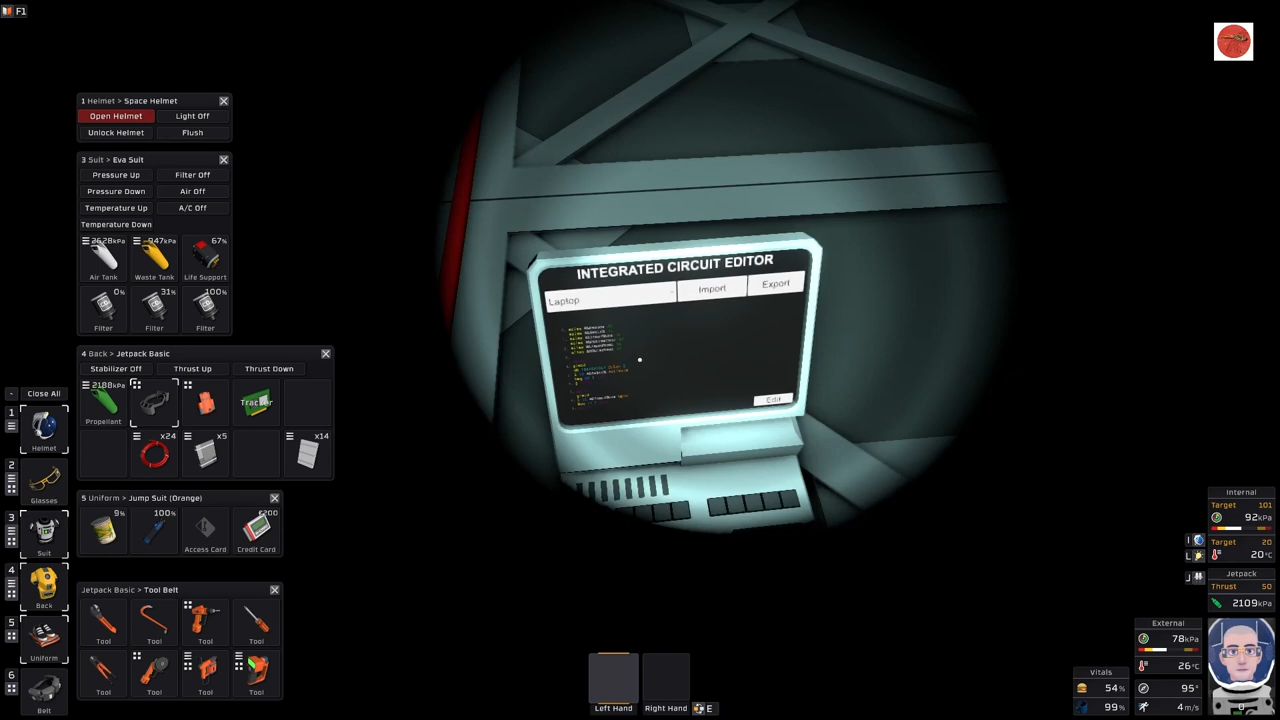 F1
1 Helmet > Space Helmet
Open Helmet Light Off
Unlock Helmet Flush
3 Suit > Eva Suit
Pressure Up Filter Off
Pressure Down Air Off
Temperature Up A/C Off
Temperature Down
2628kPa 947kPa 67%
Air Tank Waste Tank Life Support
0% 31% 100%
Filter Filter Filter
4 Back > Jetpack Basic
Stabilizer Off Thrust Up Thrust Down
2188kPa
Tracker
Propellant
x24 x5 x14
5 Uniform > Jump Suit (Orange)
9% 100% €200
Access Card Credit Card
Jetpack Basic > Tool Belt
Tool Tool Tool Tool
Tool Tool Tool Tool
- Close All
1
Helmet
2
Glasses
3
Suit
4
Back
5
Uniform
6
Belt
INTEGRATED CIRCUIT EDITOR
Laptop Import Export
Edit
Left Hand Right Hand E
Internal
Target 101
92kPa
Target 20
20°C
I
L
J
Jetpack
Thrust 50
2109kPa
External
78kPa
26°C
Vitals
54%
99%
95°
4m/s
0